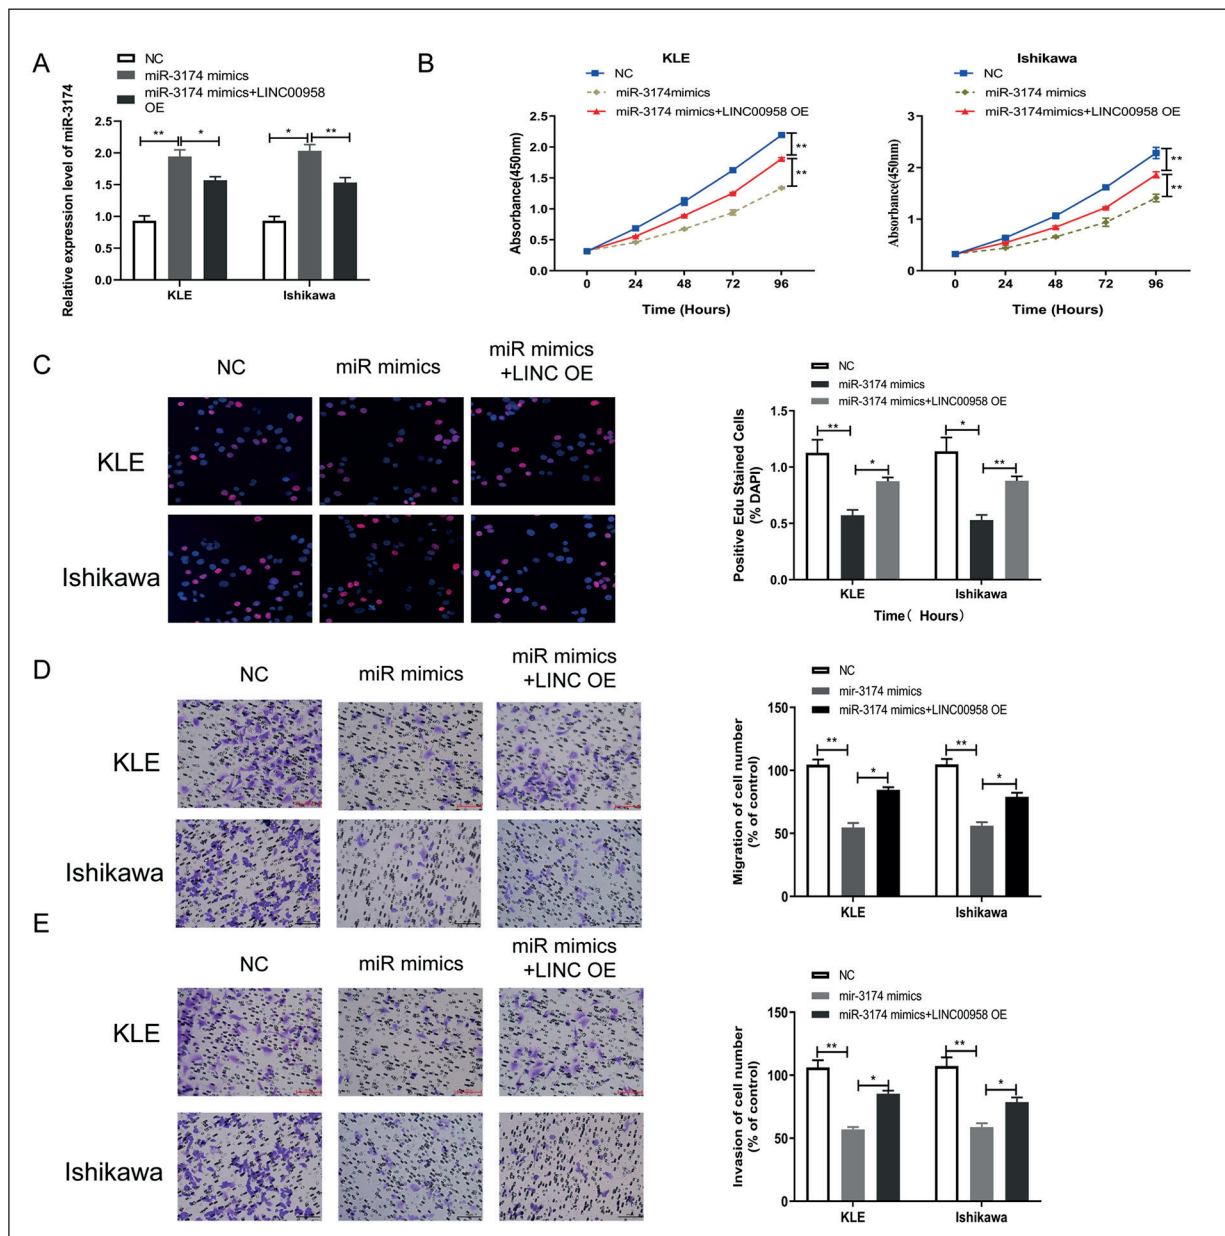 A
NC
miR-3174 mimics
miR-3174 mimics+LINC00958
OE
Relative expression level of miR-3174
2.5
2.0
1.5
1.0
0.5
0.0
** *
* **
KLE
Ishikawa
B
KLE
NC
miR-3174mimics
miR-3174 mimics+LINC00958 OE
Absorbance(450nm)
2.5
2.0
1.5
1.0
0.5
0.0
**
**
0 24 48 72 96
Time (Hours)
Ishikawa
NC
miR-3174 mimics
miR-3174mimics+LINC00958 OE
Absorbance(450nm)
3
2
1
0
**
**
0 24 48 72 96
Time (Hours)
C
NC
miR mimics
miR mimics
+LINC OE
KLE
Ishikawa
NC
miR-3174 mimics
miR-3174 mimics+LINC00958 OE
Positive Edu Stained Cells
(% DAPI)
1.5
1.0
0.5
0.0
** *
* **
KLE
Ishikawa
Time( Hours)
D
NC
miR mimics
miR mimics
+LINC OE
KLE
Ishikawa
NC
mir-3174 mimics
miR-3174 mimics+LINC00958 OE
Migration of cell number
(% of control)
150
100
50
0
** *
** *
KLE
Ishikawa
E
NC
miR mimics
miR mimics
+LINC OE
KLE
Ishikawa
NC
mir-3174 mimics
miR-3174 mimics+LINC00958 OE
Invasion of cell number
(% of control)
150
100
50
0
** *
** *
KLE
Ishikawa